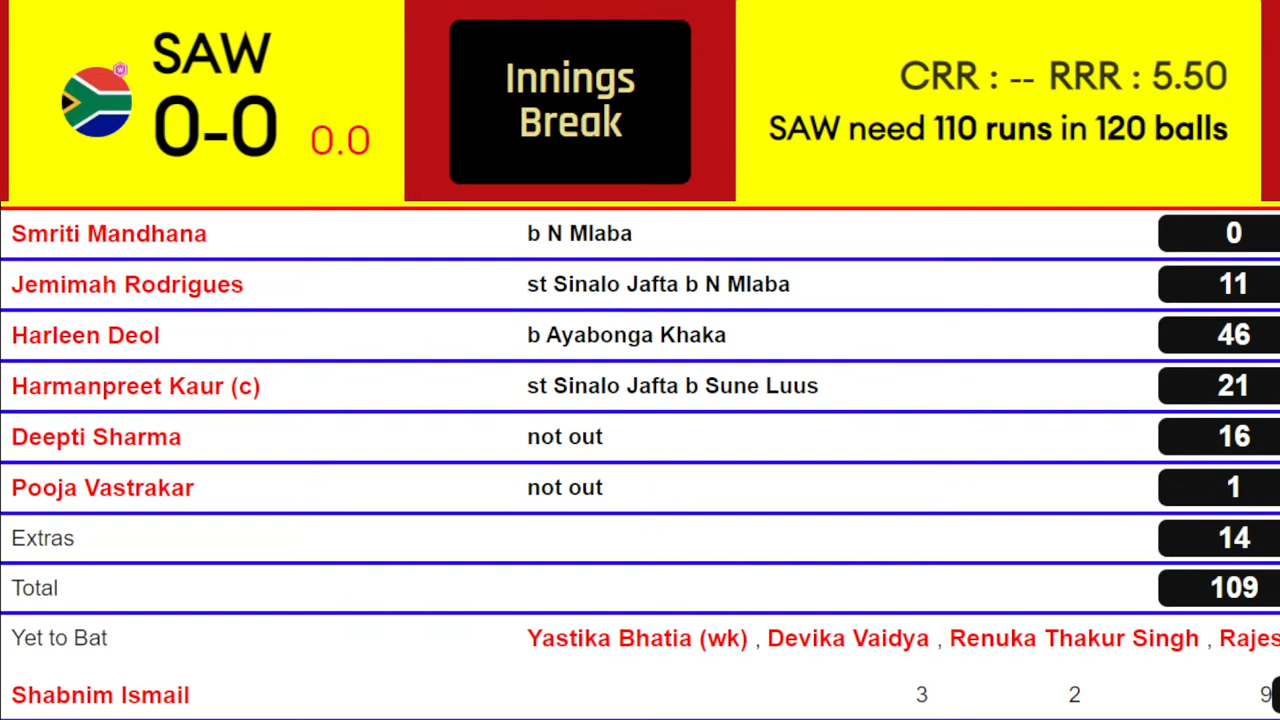 SAW
0-0 0.0
Innings
Break
CRR : -- RRR : 5.50
SAW need 110 runs in 120 balls
Smriti Mandhana b N Mlaba 0
Jemimah Rodrigues st Sinalo Jafta b N Mlaba 11
Harleen Deol b Ayabonga Khaka 46
Harmanpreet Kaur (c) st Sinalo Jafta b Sune Luus 21
Deepti Sharma not out 16
Pooja Vastrakar not out 1
Extras 14
Total 109
Yet to Bat Yastika Bhatia (wk) , Devika Vaidya , Renuka Thakur Singh , Rajes
Shabnim Ismail 3 2 9